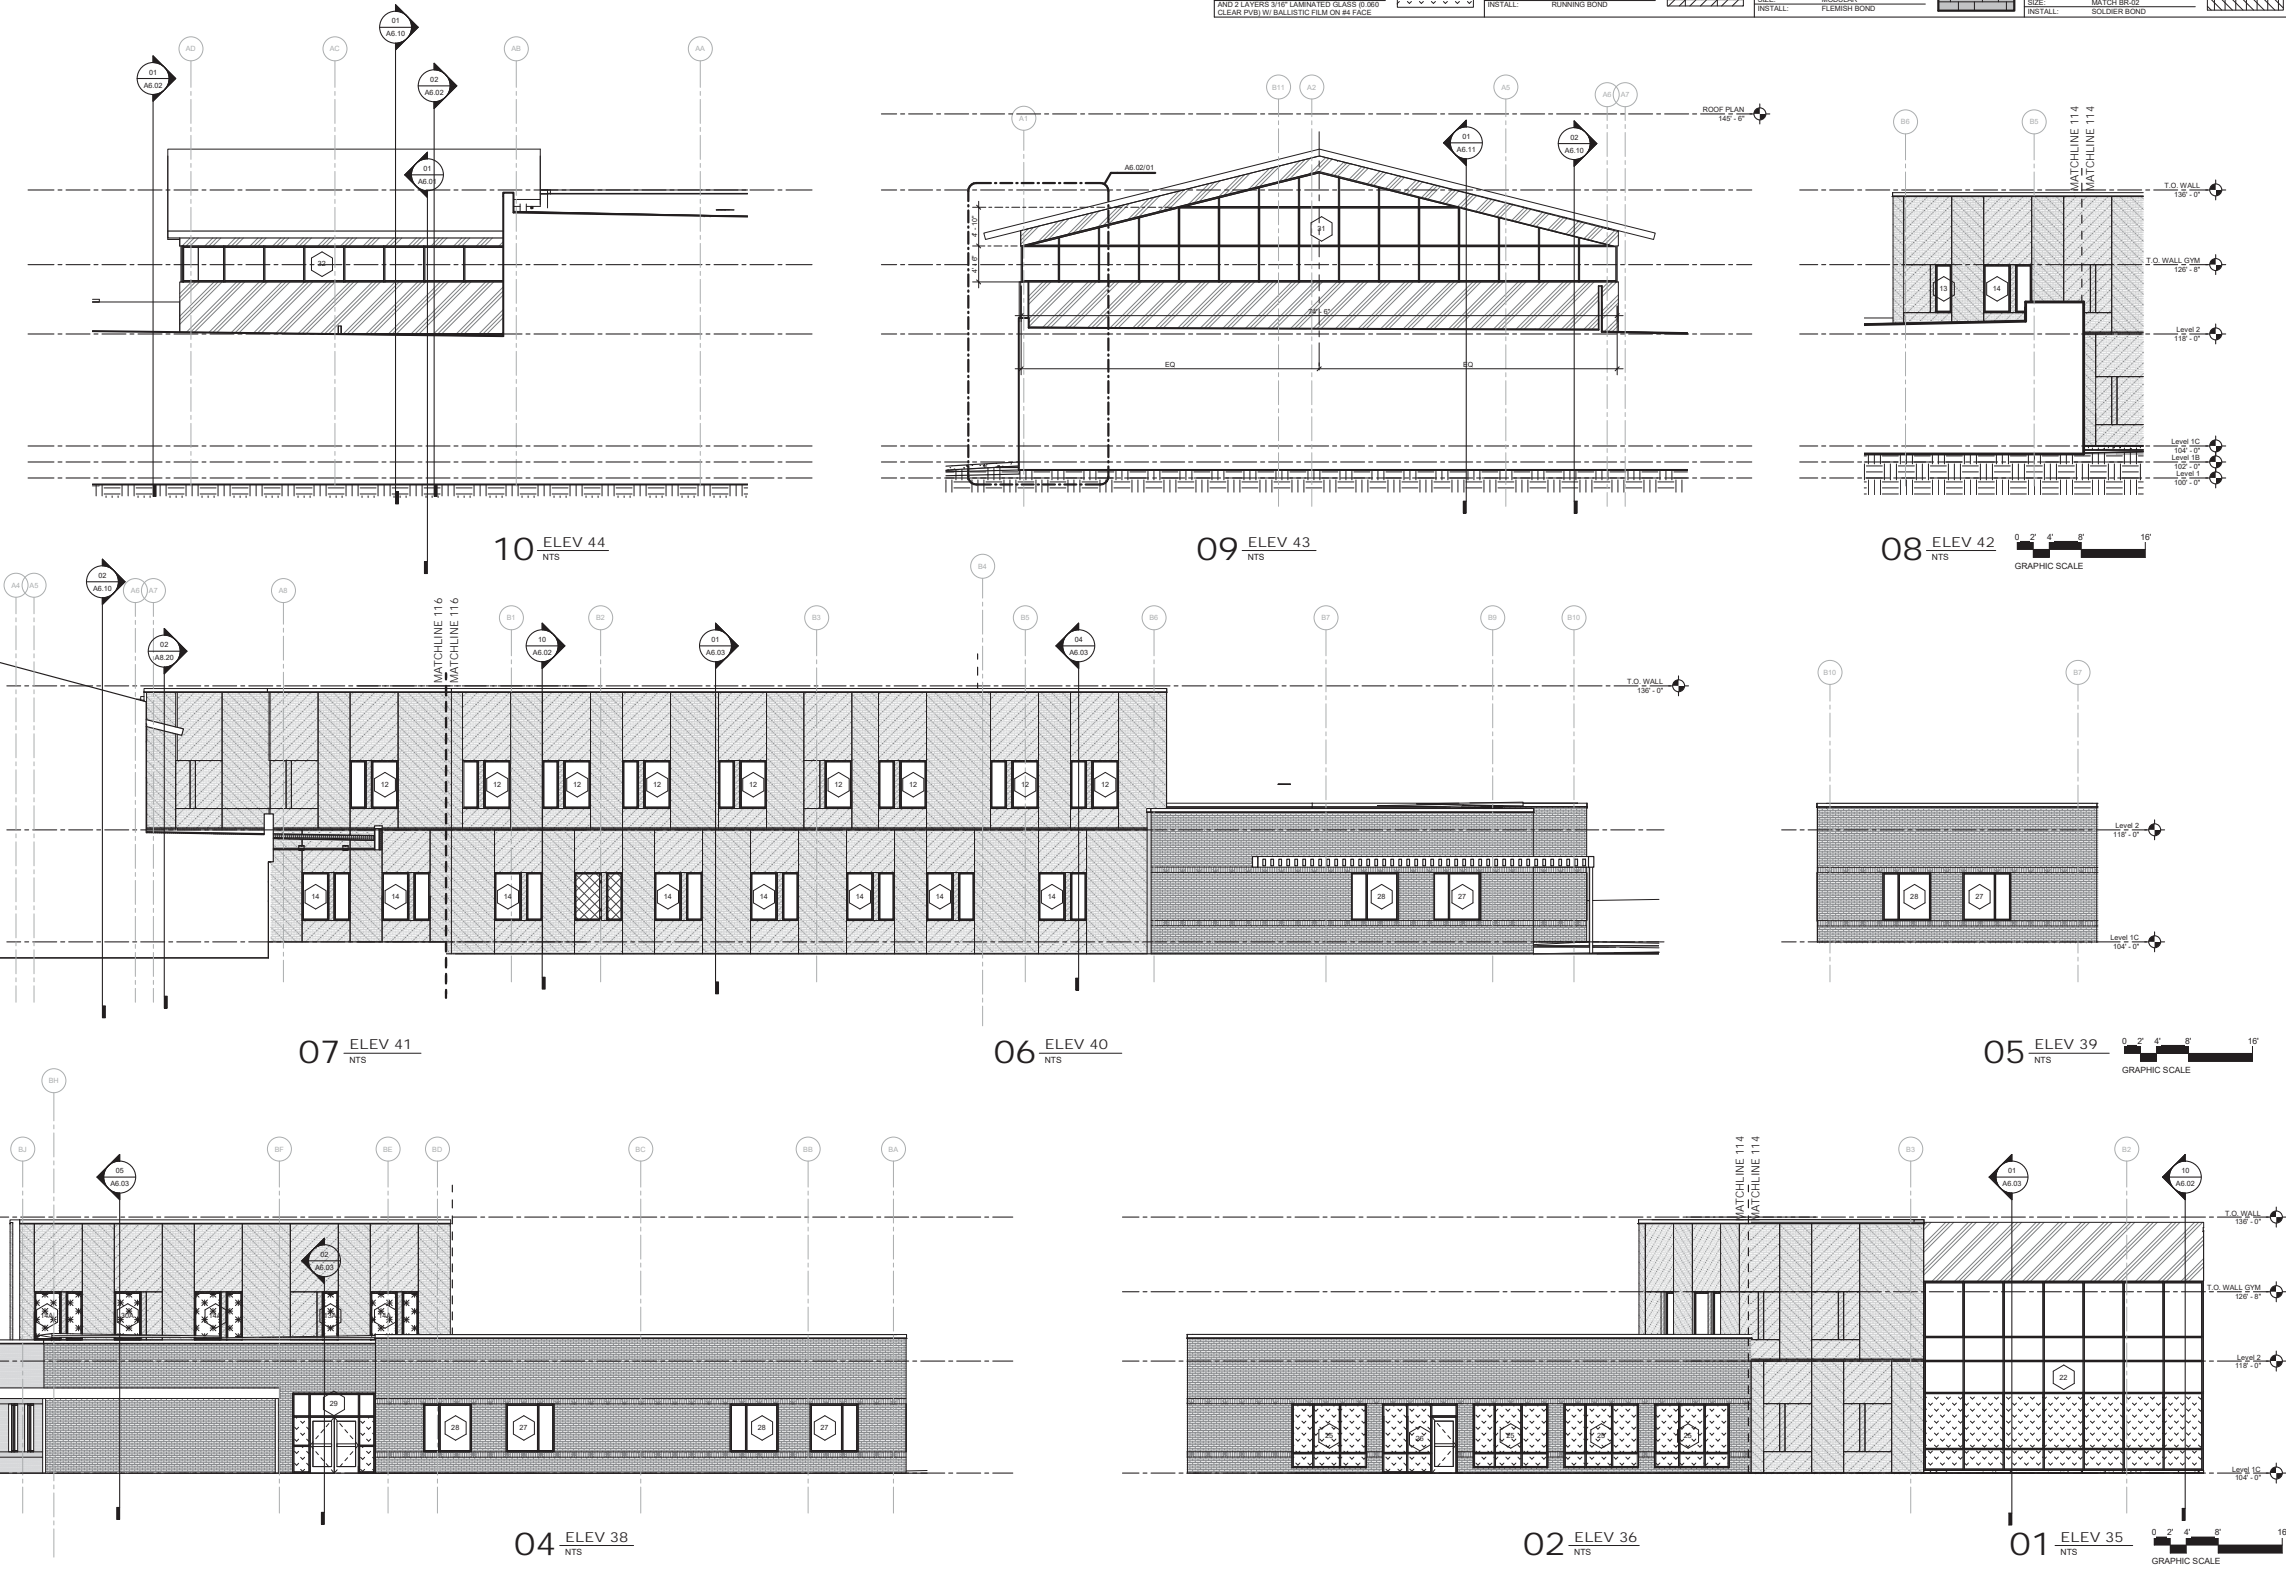 AND 2 LAYERS 3/16" LAMINATED GLASS (0.060
CLEAR PVB) W/ BALLISTIC FILM ON #4 FACE
INSTALL: RUNNING BOND
SIZE: MODULAR
INSTALL: FLEMISH BOND
SIZE: MATCH BR-02
INSTALL: SOLDIER BOND
01
A6.10
AD
AC
AB
AA
01
A6.02
02
A6.02
01
A6.01
32
10 ELEV 44
NTS
B11
A2
A5
A6
A7
A1
ROOF PLAN
145' - 6"
01
A6.11
02
A6.10
A6.02/01
4' - 10"
4' - 6"
31
EQ
EQ
09 ELEV 43
NTS
B6
B5
MATCHLINE 114
MATCHLINE 114
T.O. WALL
136' - 0"
T.O. WALL GYM
126' - 8"
13
14
Level 2
118' - 0"
Level 1C
104' - 0"
Level 1B
102' - 0"
Level 1
100' - 0"
08 ELEV 42
NTS
0 2' 4' 8' 16'
GRAPHIC SCALE
A4
A5
02
A6.10
A6
A7
A8
02
A8.20
MATCHLINE 116
MATCHLINE 116
B1
10
A6.02
B2
01
A6.03
B3
B4
B5
04
A6.03
B6
B7
B9
B10
T.O. WALL
136' - 0"
12
12
12
12
12
12
12
12
12
14
14
14
14
14
14
14
14
28
27
07 ELEV 41
NTS
06 ELEV 40
NTS
B10
B7
Level 2
118' - 0"
28
27
Level 1C
104' - 0"
05 ELEV 39
NTS
0 2' 4' 8' 16'
GRAPHIC SCALE
BH
BJ
BF
BE
BD
BC
BB
BA
05
A6.03
02
A6.03
29
28
27
28
27
04 ELEV 38
NTS
MATCHLINE 114
MATCHLINE 114
B3
B2
01
A6.03
10
A6.02
T.O. WALL
136' - 0"
T.O. WALL GYM
126' - 8"
Level 2
118' - 0"
22
25
26
25
25
25
Level 1C
104' - 0"
02 ELEV 36
NTS
01 ELEV 35
NTS
0 2' 4' 8' 16'
GRAPHIC SCALE